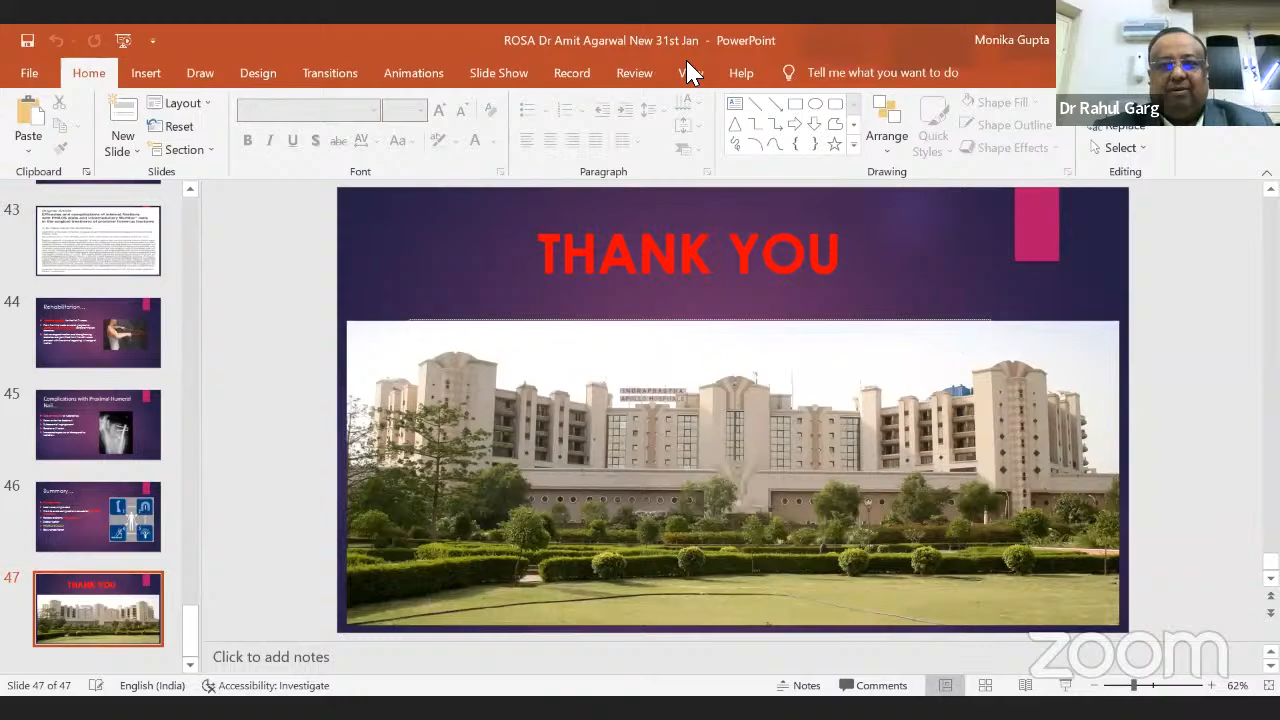 ROSA Dr Amit Agarwal New 31st Jan - PowerPoint
Monika Gupta
File Home Insert Draw Design Transitions Animations Slide Show Record Review V Help Tell me what you want to do
Dr Rahul Garg
Paste
New
Slide
Layout
Reset
Section
B I U S abc AV Aa A
Arrange
Quick
Styles
Shape Fill
Shape Outline
Shape Effects
Replace
Select
Clipboard Slides Font Paragraph Drawing Editing
43
44
Rehabilitation...
45
Complications with Proximal Humeral
Nail...
46
Summary...
47
THANK YOU
THANK YOU
INDRAPRASTHA
APOLLO HOSPITALS
zoom
Click to add notes
Slide 47 of 47 English (India) Accessibility: Investigate Notes Comments 62%